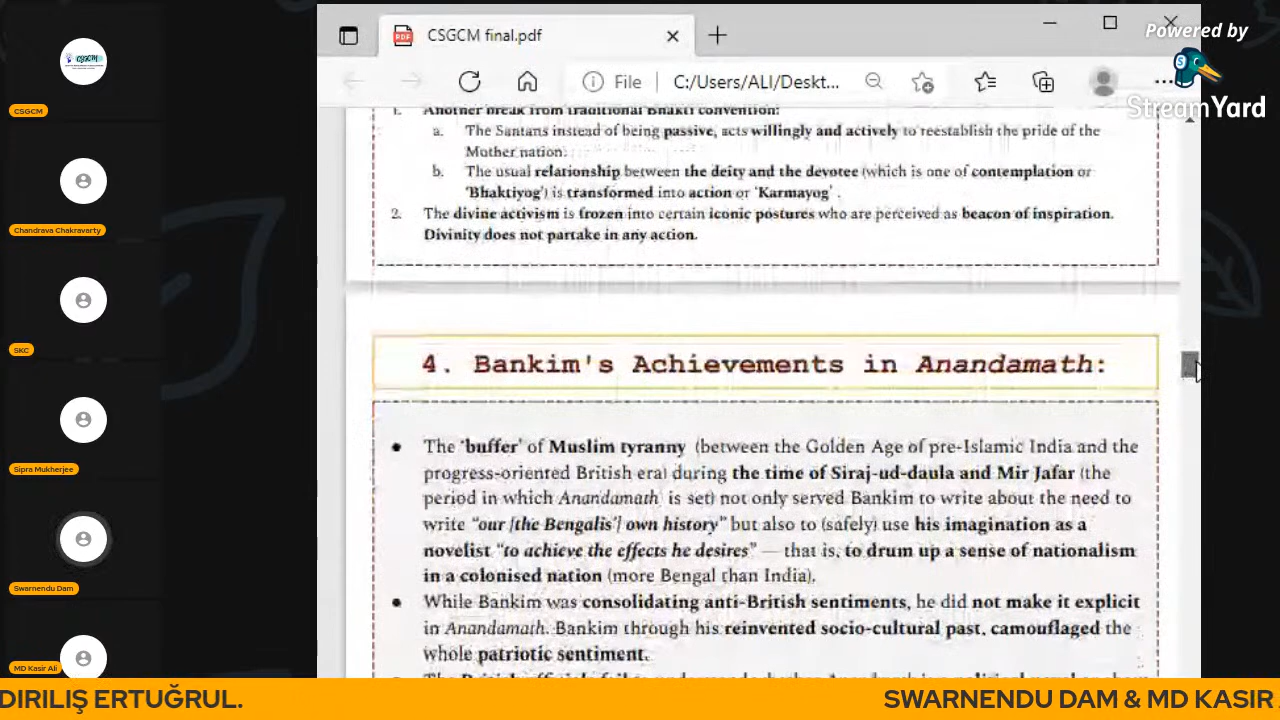 CSGCM final.pdf
Powered by
StreamYard
File
C:/Users/ALI/Deskt...
CSGCM
Chandrava Chakravarty
SKC
Sipra Mukherjee
Swarnendu Dam
MD Kasir Ali
1. Another break from traditional Bhakti convention:
a. The Santans instead of being passive, acts willingly and actively to reestablish the pride of the
Mother nation.
b. The usual relationship between the deity and the devotee (which is one of contemplation or
'Bhaktiyog') is transformed into action or 'Karmayog' .
2. The divine activism is frozen into certain iconic postures who are perceived as beacon of inspiration.
Divinity does not partake in any action.
4. Bankim's Achievements in Anandamath:
● The 'buffer' of Muslim tyranny (between the Golden Age of pre-Islamic India and the
progress-oriented British era) during the time of Siraj-ud-daula and Mir Jafar (the
period in which Anandamath is set) not only served Bankim to write about the need to
write "our [the Bengalis'] own history" but also to (safely) use his imagination as a
novelist "to achieve the effects he desires" — that is, to drum up a sense of nationalism
in a colonised nation (more Bengal than India).
● While Bankim was consolidating anti-British sentiments, he did not make it explicit
in Anandamath. Bankim through his reinvented socio-cultural past, camouflaged the
whole patriotic sentiment.
DIRILIŞ ERTUĞRUL.
SWARNENDU DAM & MD KASIR